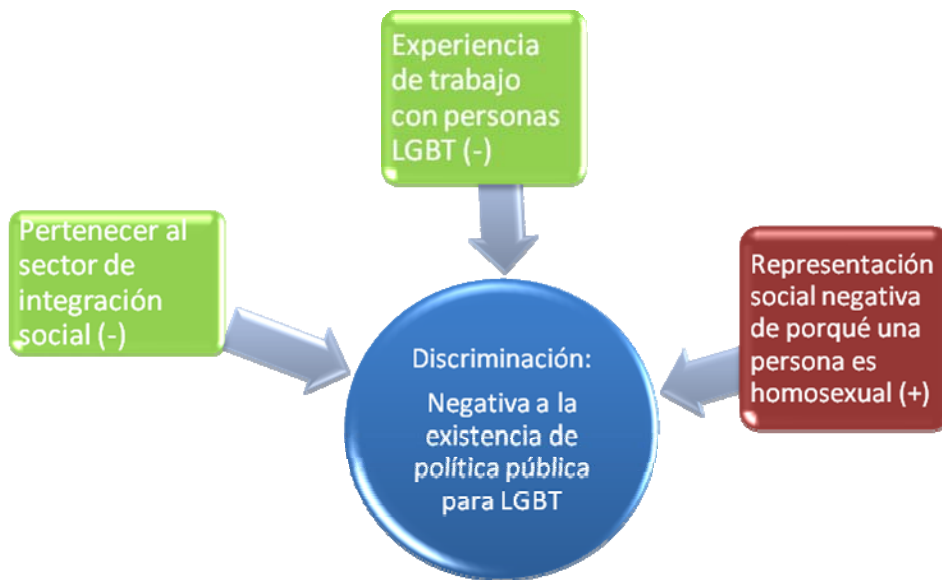 Experiencia
de trabajo
con personas
LGBT (-)
Pertenecer al
sector de
integración
social (-)
Representación
social negativa
de porqué una
persona es
homosexual (+)
Discriminación:
Negativa a la
existencia de
política pública
para LGBT